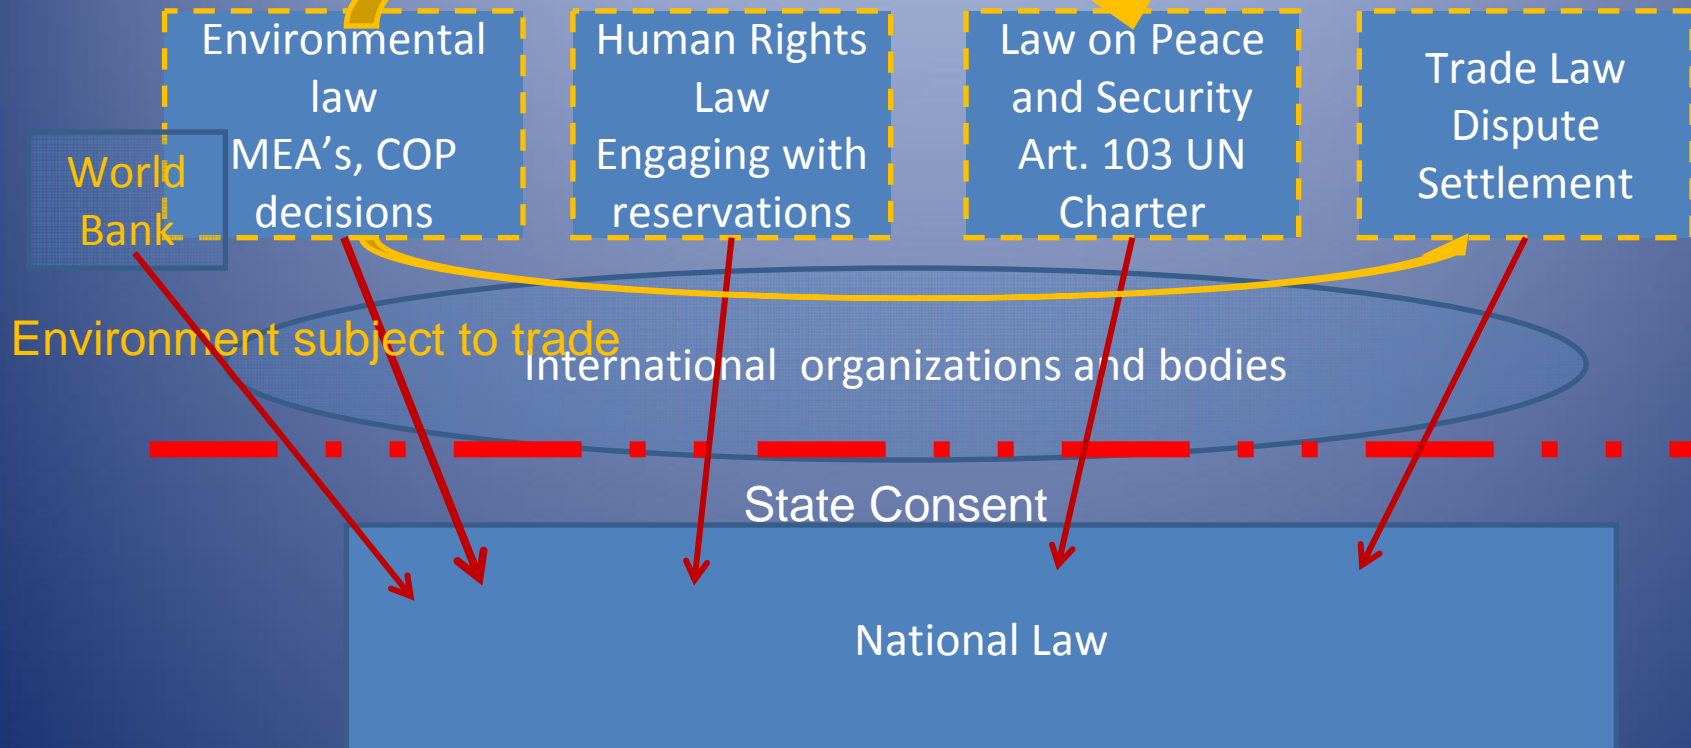 Environmental
law
MEA’s, COP
decisions
Human Rights
Law
Engaging with
reservations
Law on Peace
and Security
Art. 103 UN
Charter
Trade Law
Dispute
Settlement
World
Bank
Environment subject to trade
International organizations and bodies
State Consent
National Law